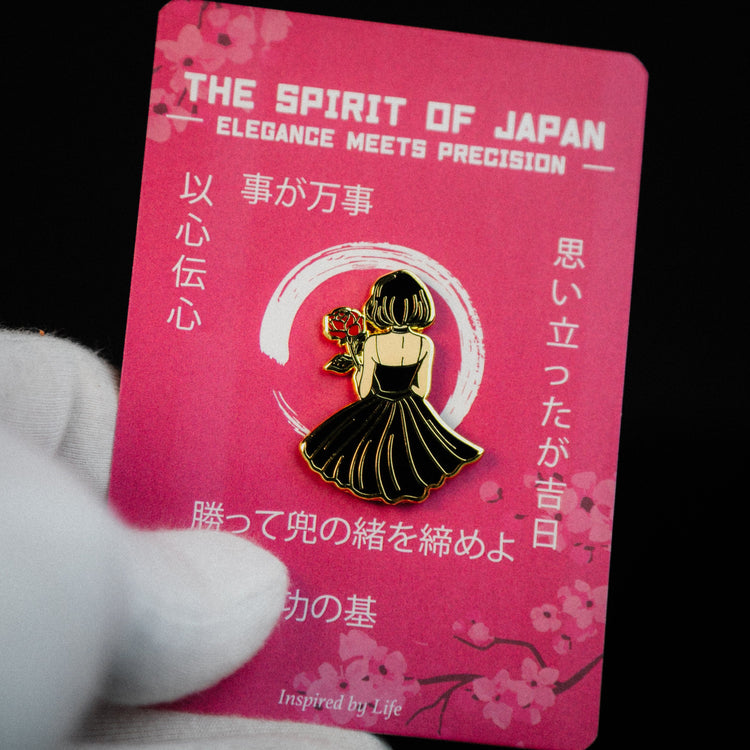 THE SPIRIT OF JAPAN
ELEGANCE MEETS PRECISION
以心伝心
事が万事
思い立ったが吉日
勝って兜の緒を締めよ
功の基
Inspired by Life